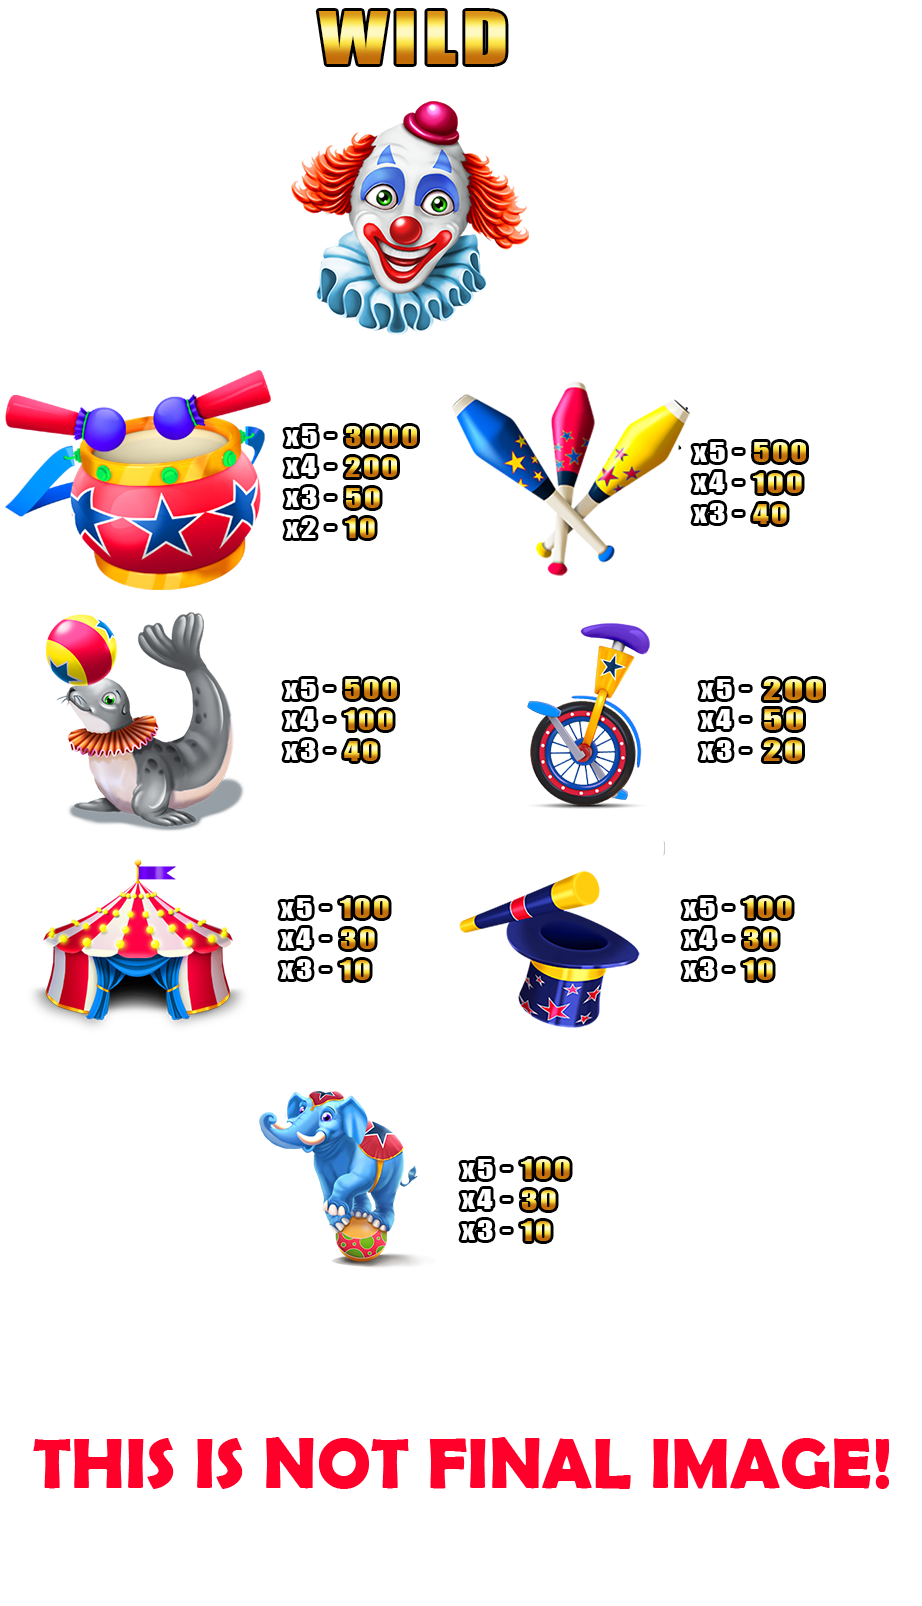 WILD
x5 - 3000
x4 - 200
x3 - 50
x2 - 10
x5 - 500
x4 - 100
x3 - 40
x5 - 500
x4 - 100
x3 - 40
x5 - 200
x4 - 50
x3 - 20
x5 - 100
x4 - 30
x3 - 10
x5 - 100
x4 - 30
x3 - 10
x5 - 100
x4 - 30
x3 - 10
THIS IS NOT FINAL IMAGE!